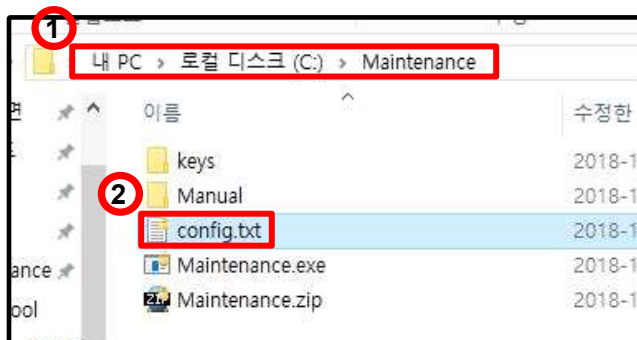 1
내 PC › 로컬 디스크 (C:) › Maintenance
이름 수정한
keys 2018-1
2 Manual 2018-1
config.txt 2018-1
ance Maintenance.exe 2018-1
ool Maintenance.zip 2018-1